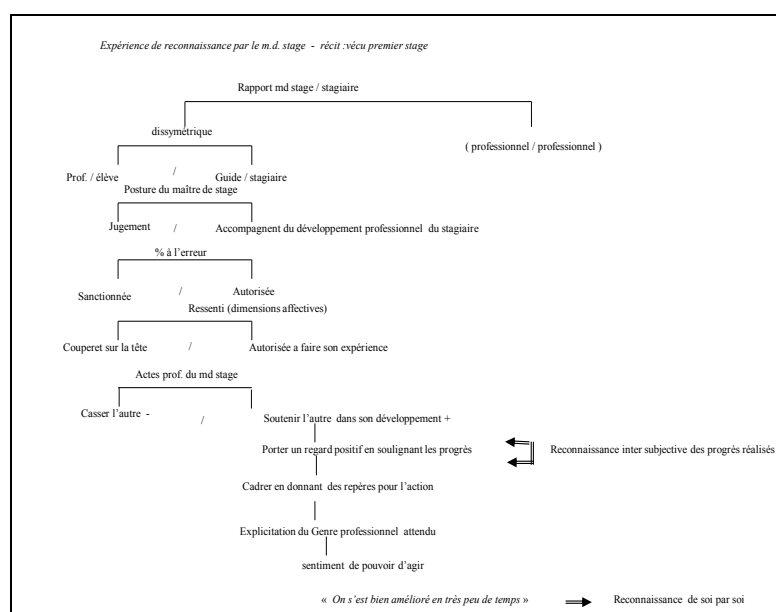 Expérience de reconnaissance par le m.d. stage - récit :vécu premier stage
Rapport md stage / stagiaire
dissymétrique
( professionnel / professionnel )
Prof. / élève / Guide / stagiaire
Posture du maître de stage
Jugement / Accompagnent du développement professionnel du stagiaire
% à l'erreur
Sanctionnée / Autorisée
Ressenti (dimensions affectives)
Couperet sur la tête / Autorisée a faire son expérience
Actes prof. du md stage
Casser l'autre - / Soutenir l'autre dans son développement +
Porter un regard positif en soulignant les progrès Reconnaissance inter subjective des progrès réalisés
Cadrer en donnant des repères pour l'action
Explicitation du Genre professionnel attendu
sentiment de pouvoir d'agir
« On s'est bien amélioré en très peu de temps » Reconnaissance de soi par soi